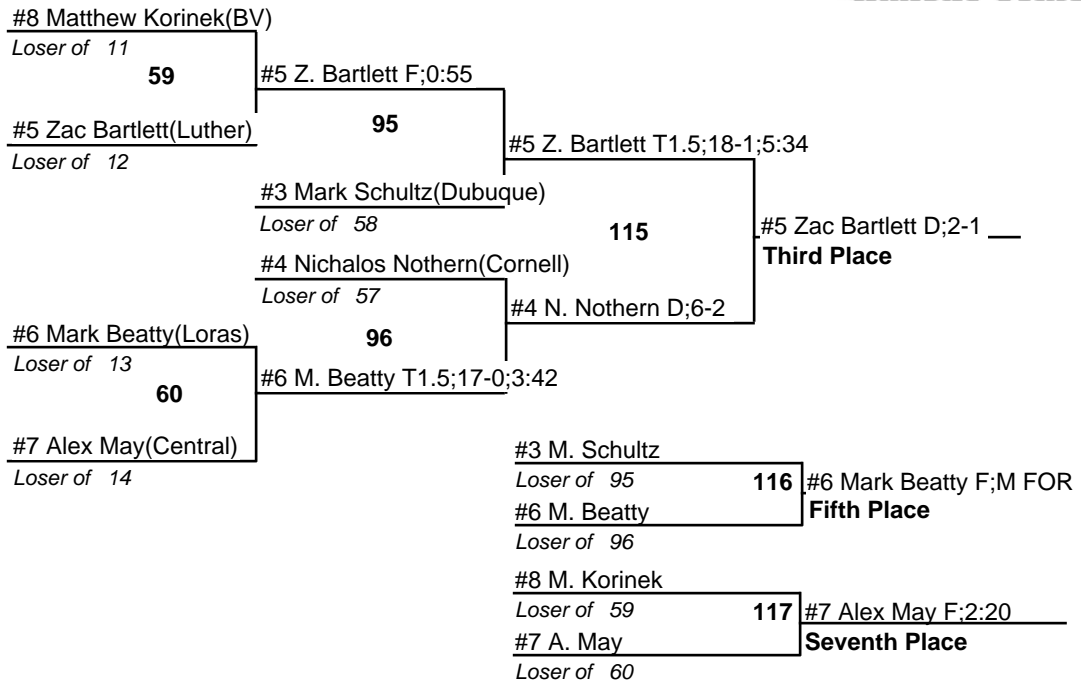 #8 Matthew Korinek(BV)
Loser of 11
59
#5 Z. Bartlett F;0:55
#5 Zac Bartlett(Luther)
Loser of 12
95
#5 Z. Bartlett T1.5;18-1;5:34
#3 Mark Schultz(Dubuque)
Loser of 58
115
#5 Zac Bartlett D;2-1
Third Place
#4 Nichalos Nothern(Cornell)
Loser of 57
#4 N. Nothern D;6-2
#6 Mark Beatty(Loras)
Loser of 13
96
60
#6 M. Beatty T1.5;17-0;3:42
#7 Alex May(Central)
Loser of 14
#3 M. Schultz
Loser of 95
116
#6 Mark Beatty F;M FOR
Fifth Place
#6 M. Beatty
Loser of 96
#8 M. Korinek
Loser of 59
117
#7 Alex May F;2:20
Seventh Place
#7 A. May
Loser of 60